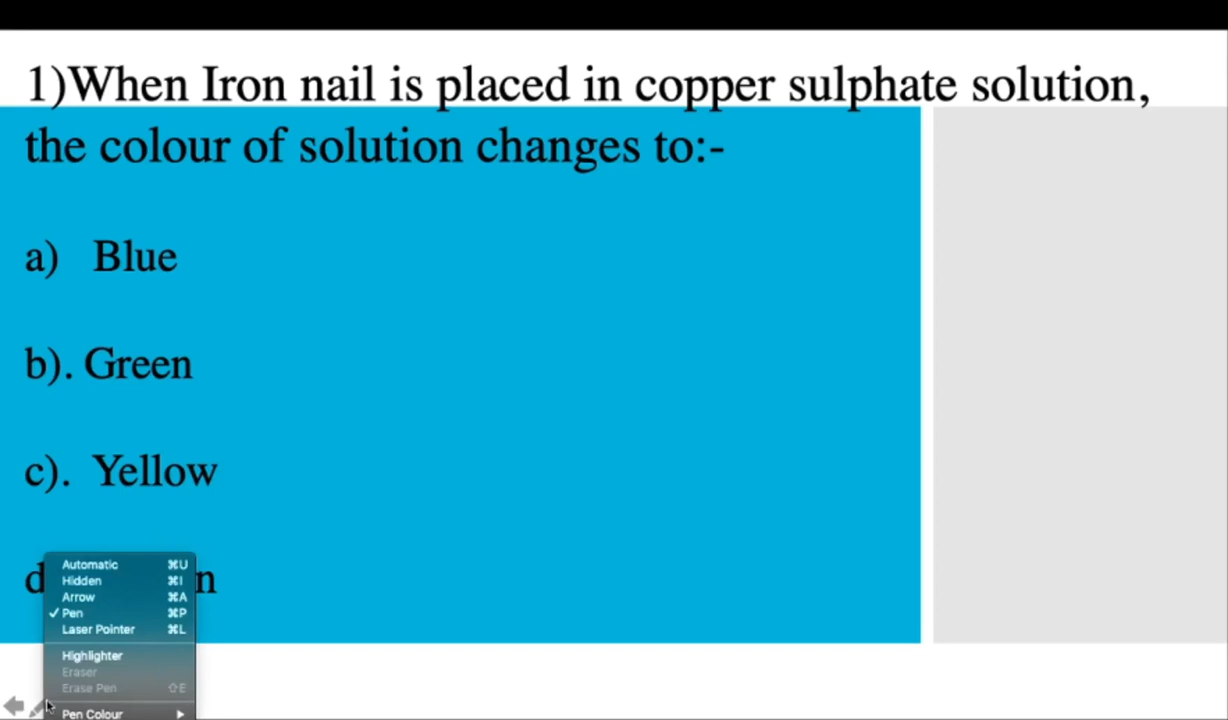 1)When Iron nail is placed in copper sulphate solution,
the colour of solution changes to:-
a) Blue
b). Green
c). Yellow
d n
Automatic ⌘U
Hidden ⌘I
Arrow ⌘A
✓ Pen ⌘P
Laser Pointer ⌘L
Highlighter
Eraser
Erase Pen ⇧E
Pen Colour ▶